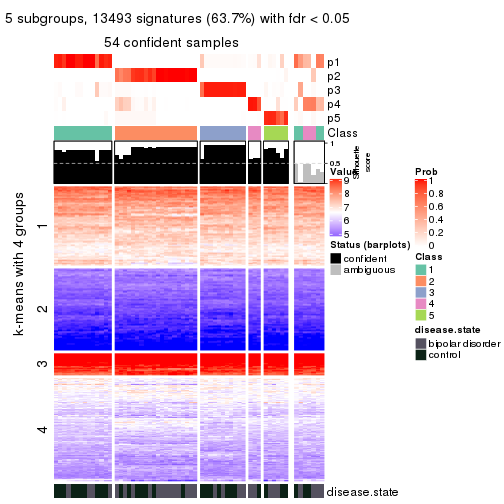 5 subgroups, 13493 signatures (63.7%) with fdr < 0.05
54 confident samples
p1
p2
p3
p4
p5
Class
1
0.5
0
Silhouette
score
k-means with 4 groups
1
2
3
4
Value
9
8
7
6
5
Status (barplots)
confident
ambiguous
Prob
1
0.8
0.6
0.4
0.2
0
Class
1
2
3
4
5
disease.state
bipolar disorder
control
disease.state